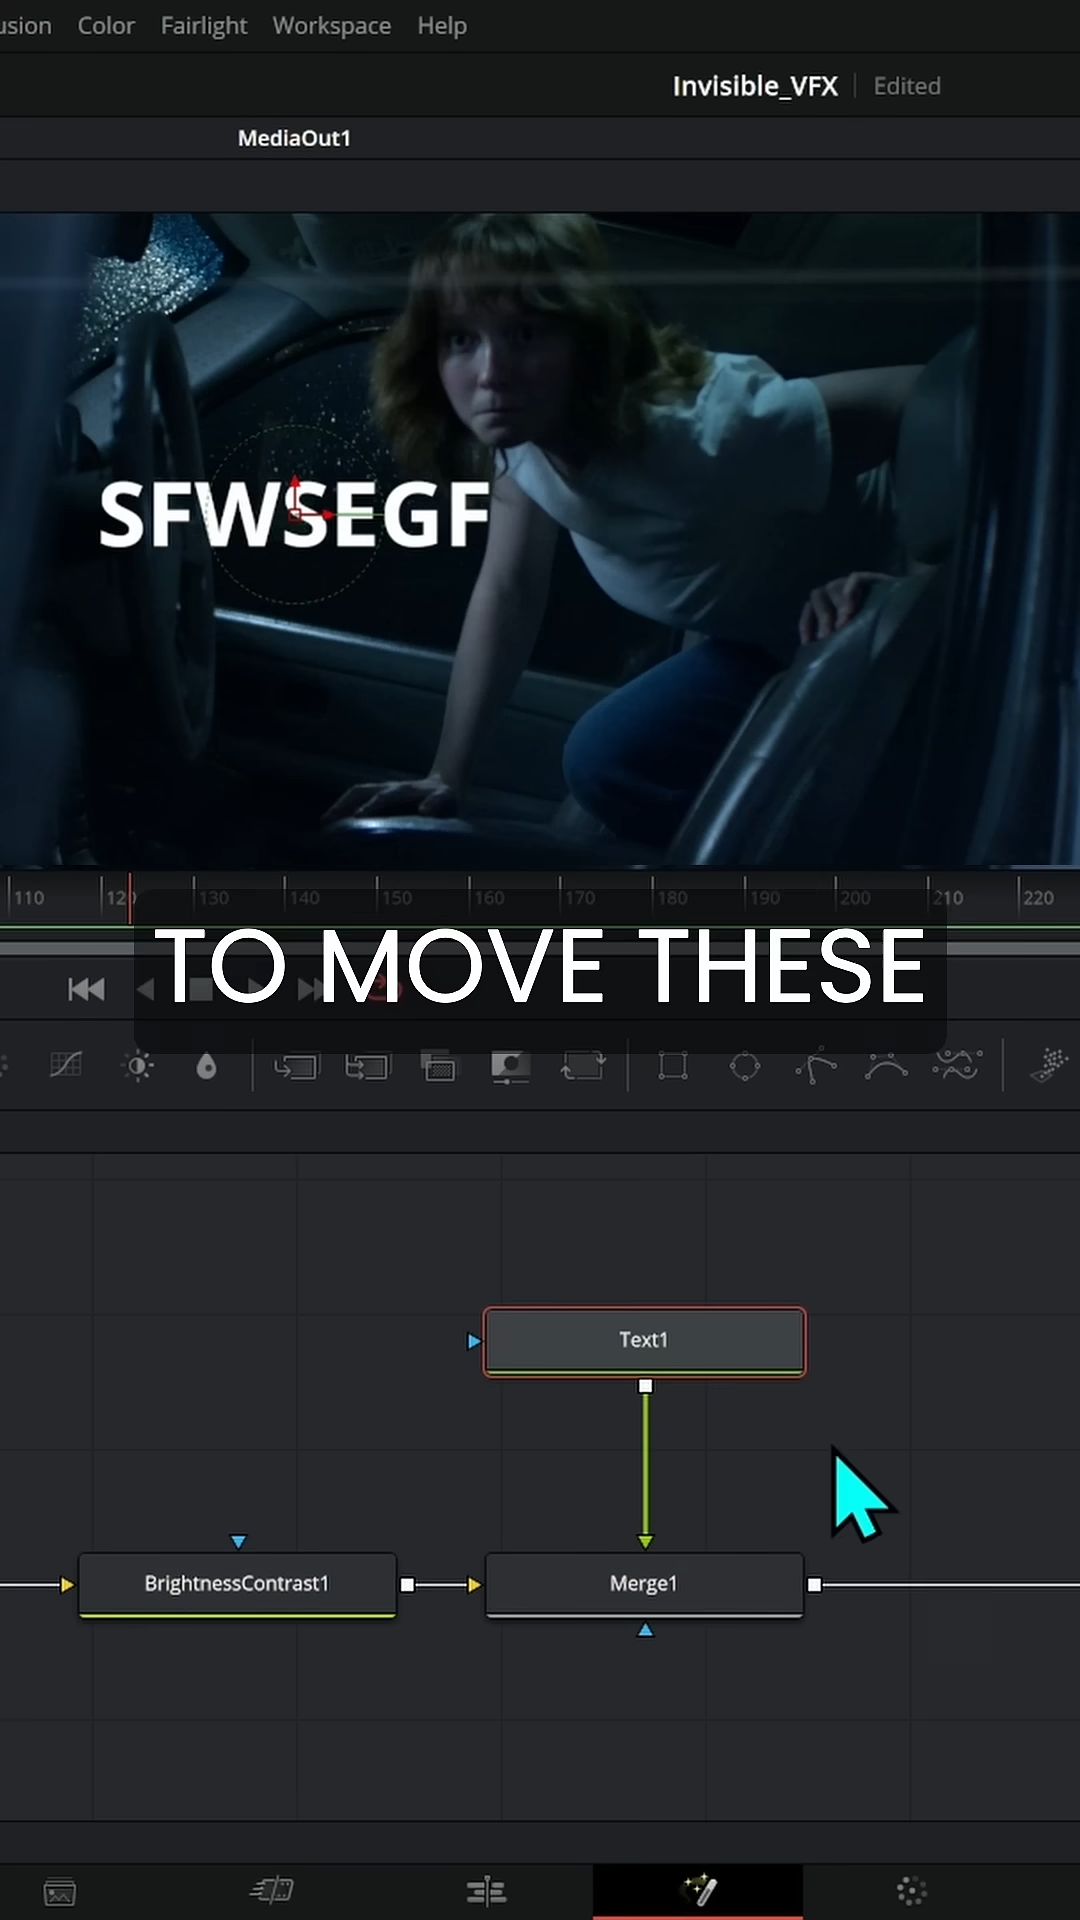 Color Fairlight Workspace Help
Invisible_VFX Edited
MediaOut1
SFWSEGF
110 120 130 140 150 160 170 180 190 200 210 220
TO MOVE THESE
Text1
BrightnessContrast1 Merge1